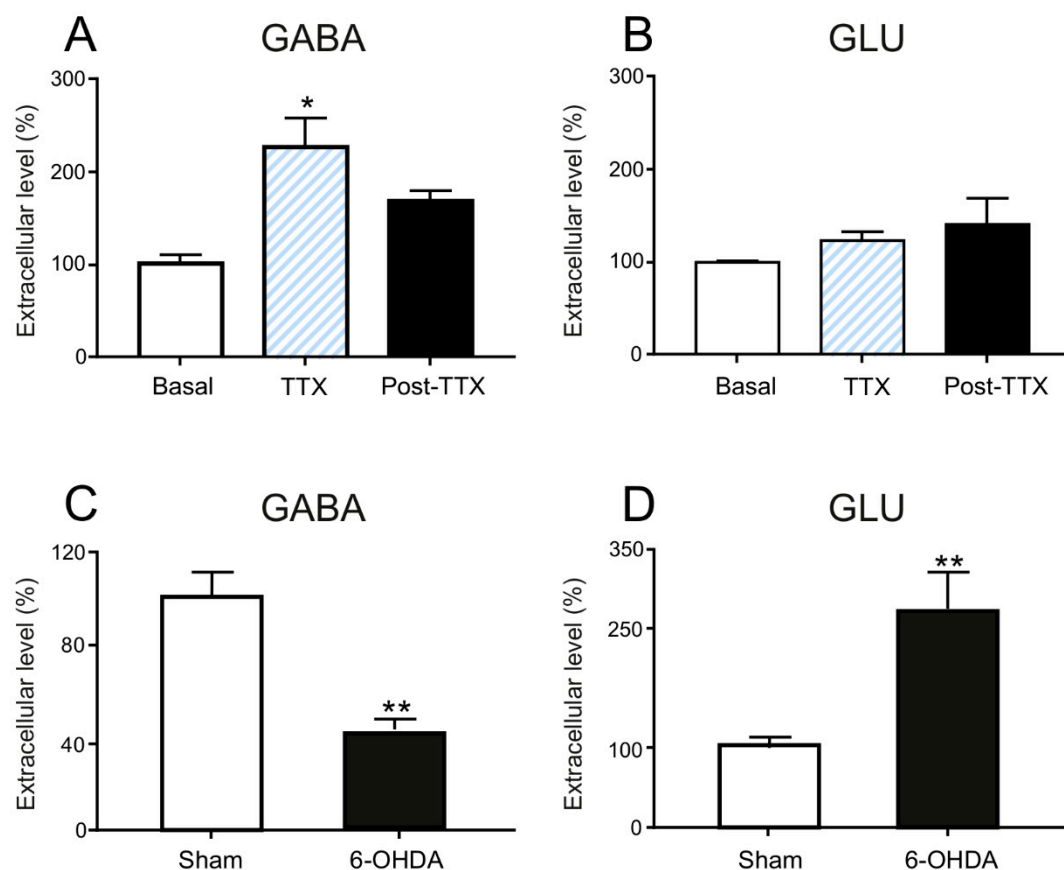 A
GABA
Extracellular level (%)
300
*
200
100
0
Basal
TTX
Post-TTX
B
GLU
Extracellular level (%)
300
200
100
0
Basal
TTX
Post-TTX
C
GABA
Extracellular level (%)
120
80
**
40
0
Sham
6-OHDA
D
GLU
Extracellular level (%)
350
**
250
100
0
Sham
6-OHDA